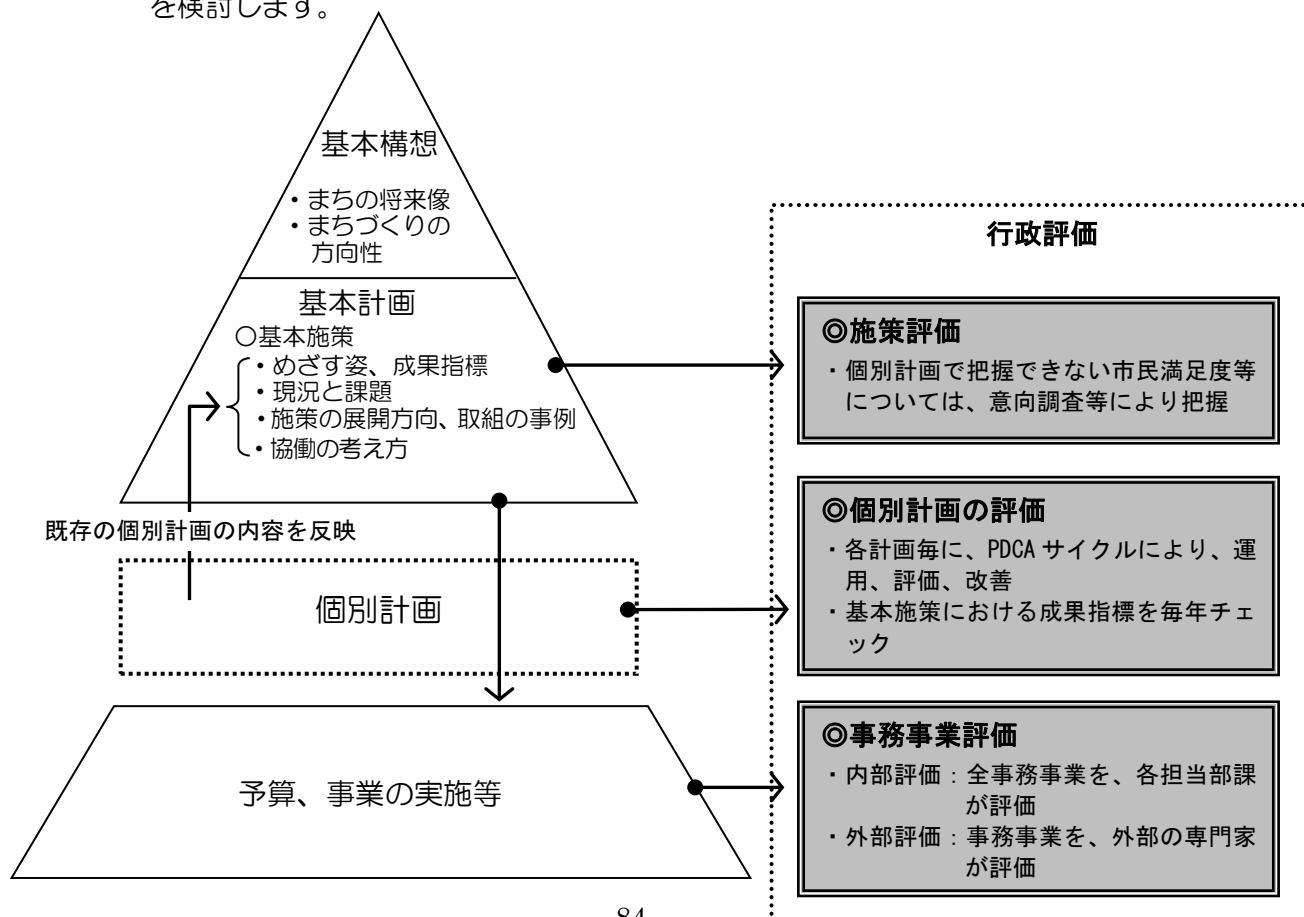 を検討します。
基本構想
・まちの将来像
・まちづくりの
方向性
基本計画
○基本施策
・めざす姿、成果指標
・現況と課題
・施策の展開方向、取組の事例
・協働の考え方
既存の個別計画の内容を反映
個別計画
予算、事業の実施等
行政評価
◎施策評価
・個別計画で把握できない市民満足度等
については、意向調査等により把握
◎個別計画の評価
・各計画毎に、PDCA サイクルにより、運
用、評価、改善
・基本施策における成果指標を毎年チェ
ック
◎事務事業評価
・内部評価：全事務事業を、各担当部課
が評価
・外部評価：事務事業を、外部の専門家
が評価
84